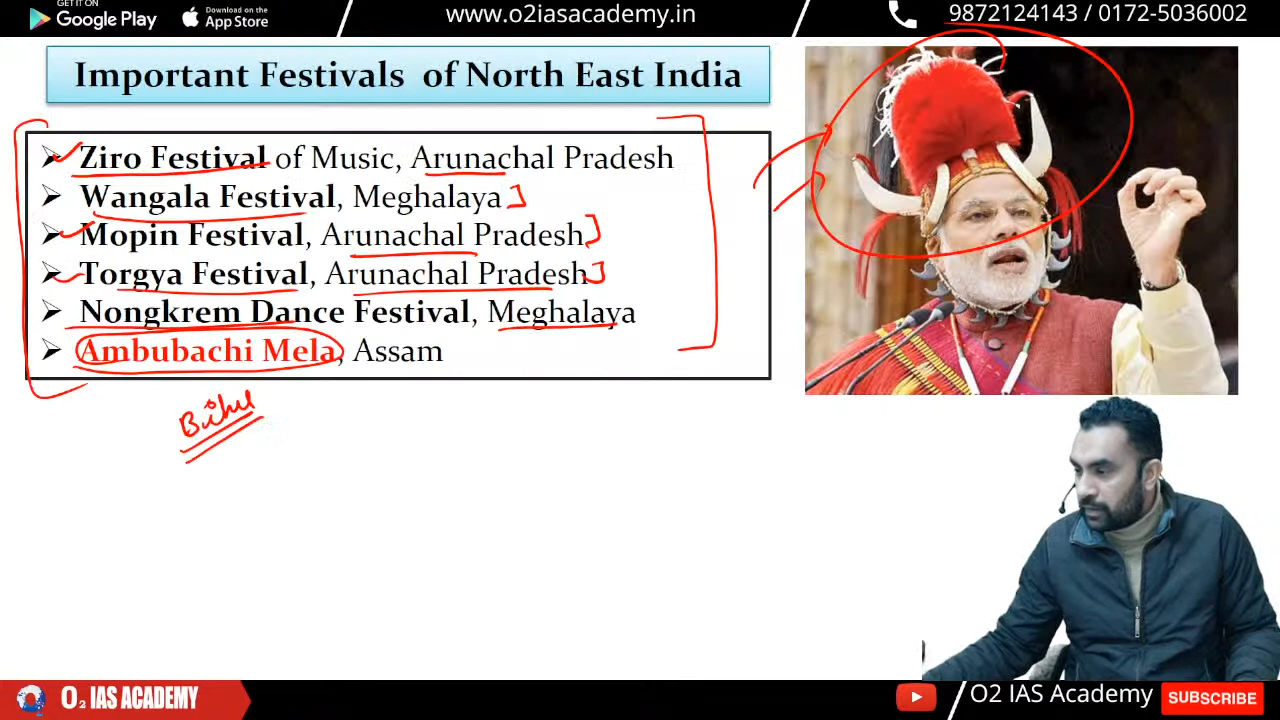 GET IT ON
Google Play
Download on the
App Store
www.o2iasacademy.in
9872124143 / 0172-5036002
Important Festivals of North East India
➢ Ziro Festival of Music, Arunachal Pradesh
➢ Wangala Festival, Meghalaya
➢ Mopin Festival, Arunachal Pradesh
➢ Torgya Festival, Arunachal Pradesh
➢ Nongkrem Dance Festival, Meghalaya
➢ Ambubachi Mela, Assam
Bihu
O2 IAS ACADEMY
O2 IAS Academy
SUBSCRIBE